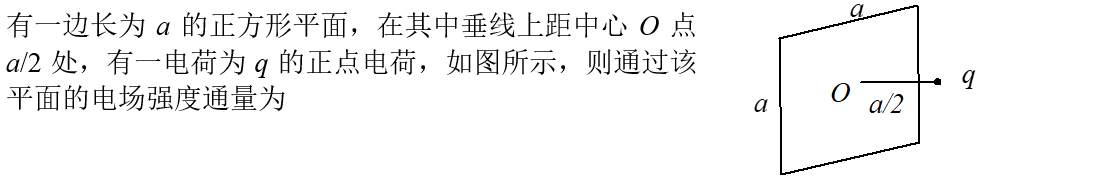 有一边长为 a 的正方形平面，在其中垂线上距中心 O 点
a/2 处，有一电荷为 q 的正点电荷，如图所示，则通过该
平面的电场强度通量为
a
a
O
a/2
q